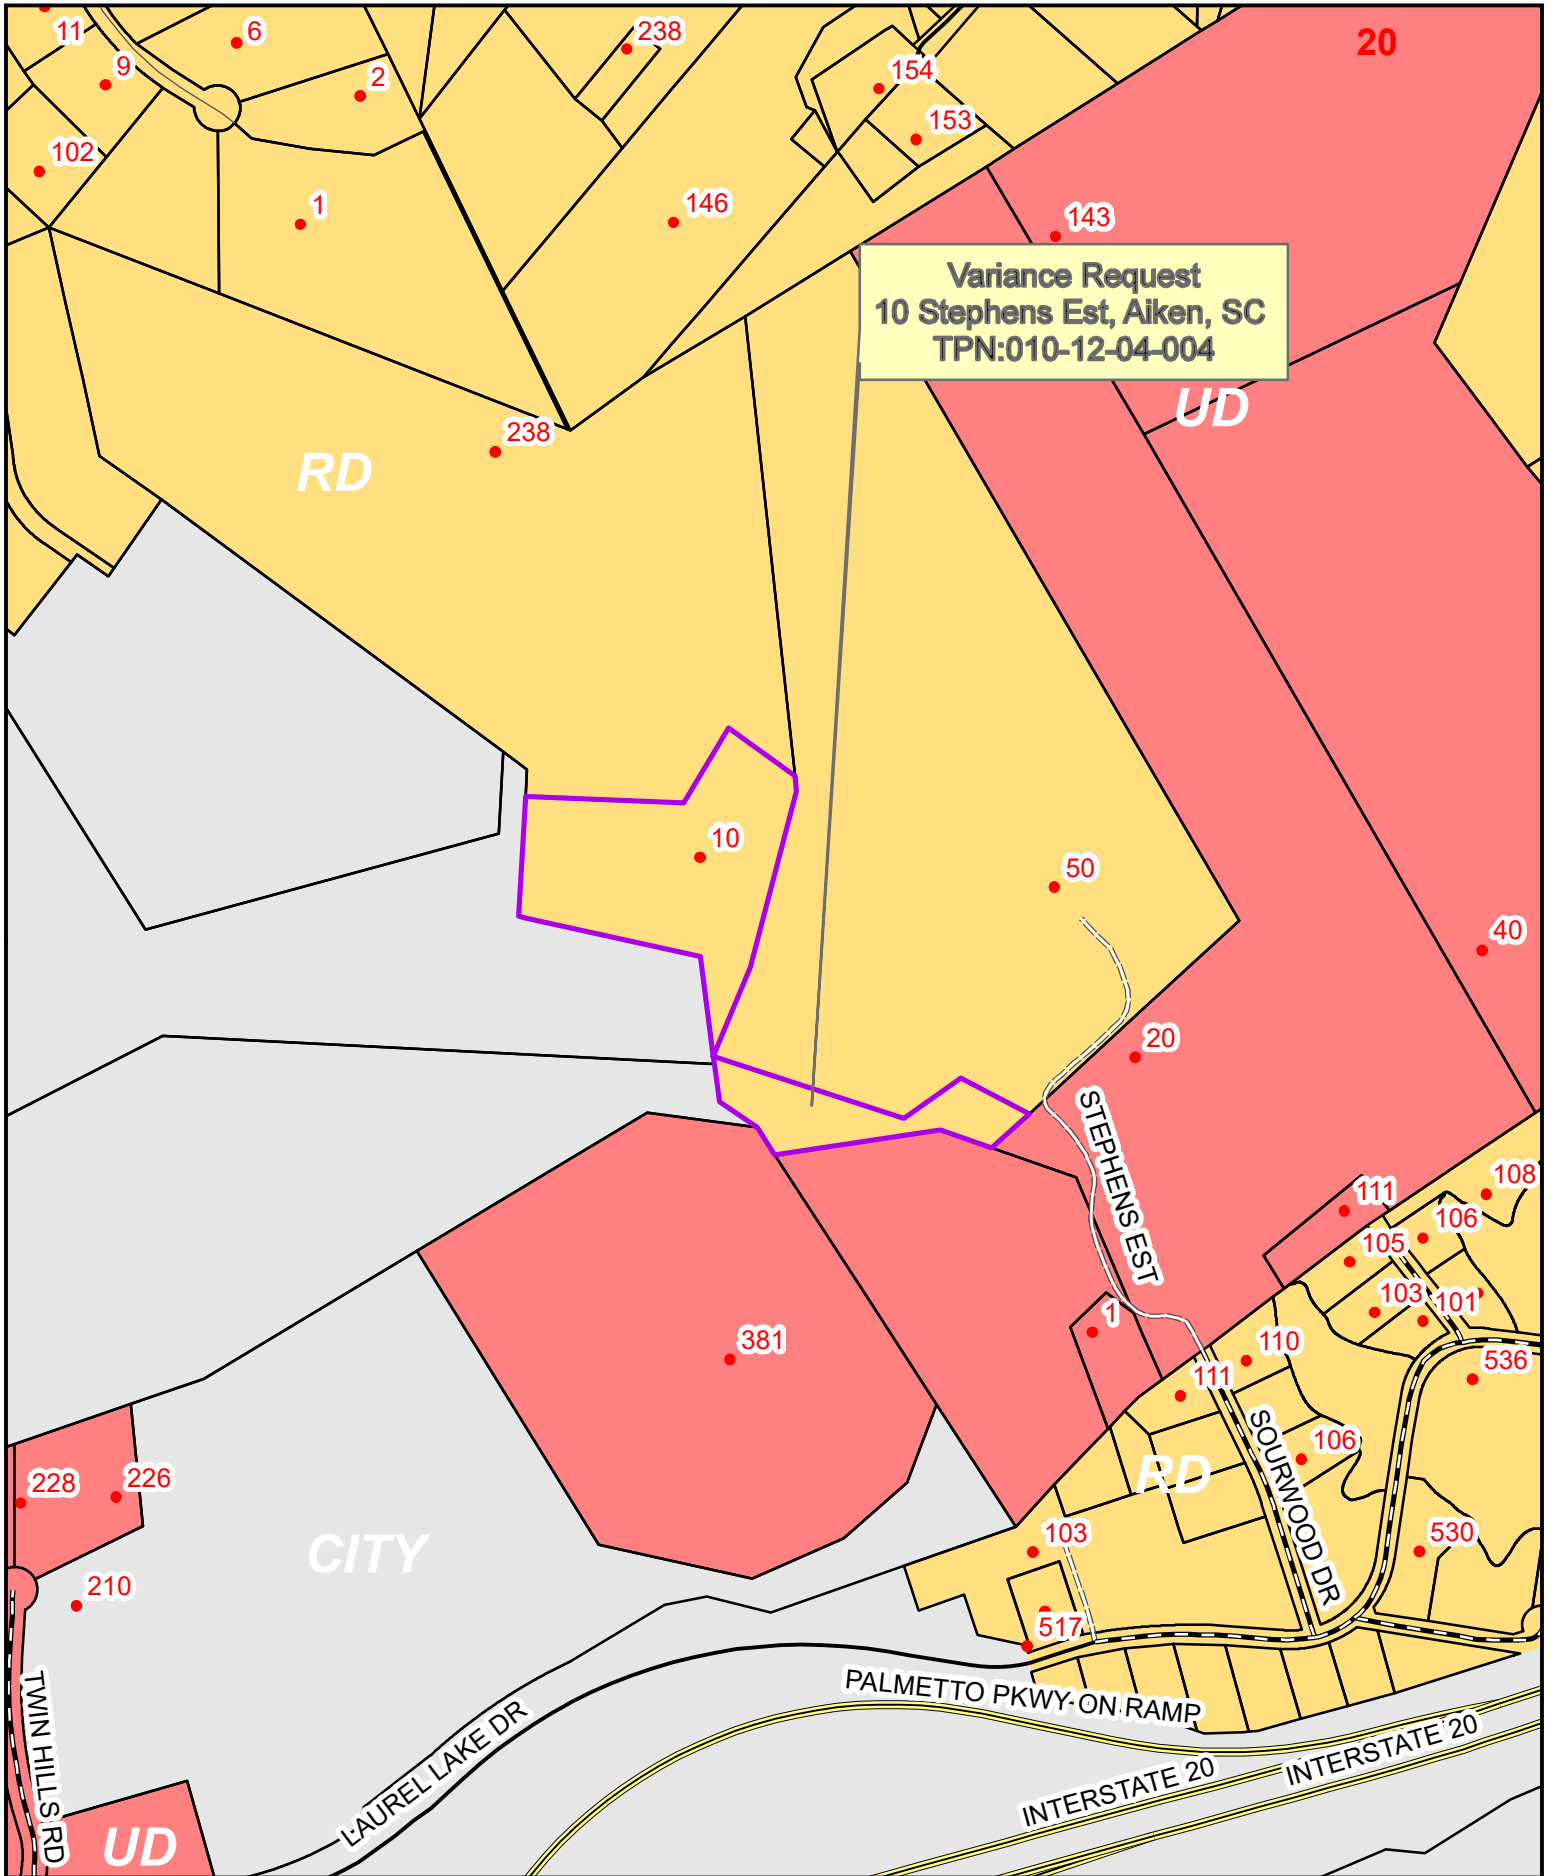 11
6
238
20
9
2
154
153
102
1
146
143
Variance Request
10 Stephens Est, Aiken, SC
TPN:010-12-04-004
UD
238
RD
10
50
40
20
STEPHENS EST
108
111
106
105
103
101
1
110
381
111
536
SOURWOOD DR
106
RD
228
226
CITY
103
530
210
517
TWIN HILLS RD
PALMETTO PKWY ON RAMP
LAUREL LAKE DR
INTERSTATE 20
INTERSTATE 20
UD